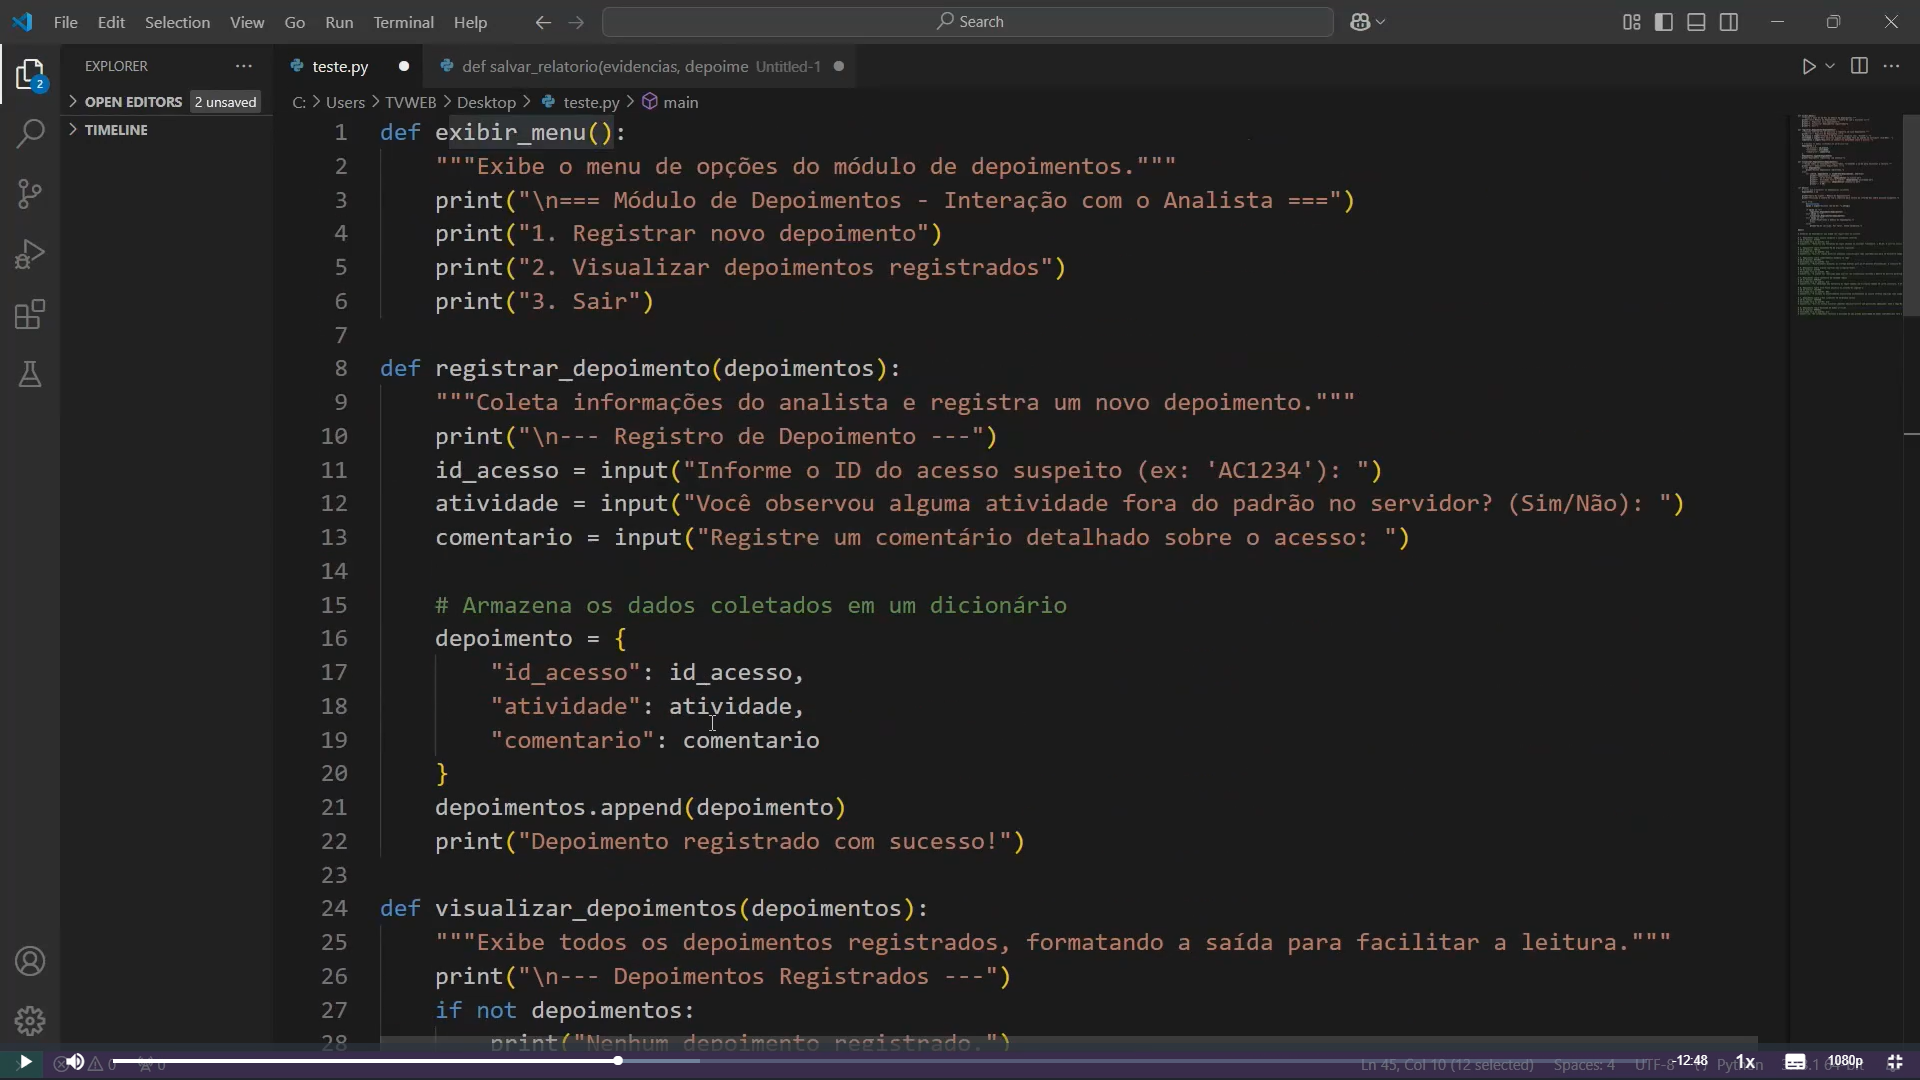 File Edit Selection View Go Run Terminal Help
Search
EXPLORER
2
OPEN EDITORS 2 unsaved
TIMELINE
teste.py
def salvar_relatorio(evidencias, depoime Untitled-1
C: > Users > TVWEB > Desktop > teste.py > main
1 def exibir_menu():
2 """Exibe o menu de opções do módulo de depoimentos."""
3 print("\n=== Módulo de Depoimentos - Interação com o Analista ===")
4 print("1. Registrar novo depoimento")
5 print("2. Visualizar depoimentos registrados")
6 print("3. Sair")
7
8 def registrar_depoimento(depoimentos):
9 """Coleta informações do analista e registra um novo depoimento."""
10 print("\n--- Registro de Depoimento ---")
11 id_acesso = input("Informe o ID do acesso suspeito (ex: 'AC1234'): ")
12 atividade = input("Você observou alguma atividade fora do padrão no servidor? (Sim/Não): ")
13 comentario = input("Registre um comentário detalhado sobre o acesso: ")
14
15 # Armazena os dados coletados em um dicionário
16 depoimento = {
17 "id_acesso": id_acesso,
18 "atividade": atividade,
19 "comentario": comentario
20 }
21 depoimentos.append(depoimento)
22 print("Depoimento registrado com sucesso!")
23
24 def visualizar_depoimentos(depoimentos):
25 """Exibe todos os depoimentos registrados, formatando a saída para facilitar a leitura."""
26 print("\n--- Depoimentos Registrados ---")
27 if not depoimentos:
28 print("Nenhum depoimento registrado.")
0 0
Ln 45, Col 10 (12 selected) Spaces: 4 UTF-8
-12:48 1x 1080p